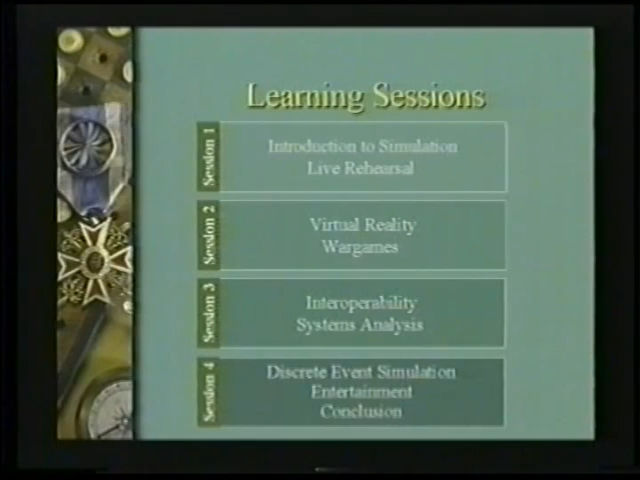 Learning Sessions
Session 1
Introduction to Simulation
Live Rehearsal
Session 2
Virtual Reality
Wargames
Session 3
Interoperability
Systems Analysis
Session 4
Discrete Event Simulation
Entertainment
Conclusion